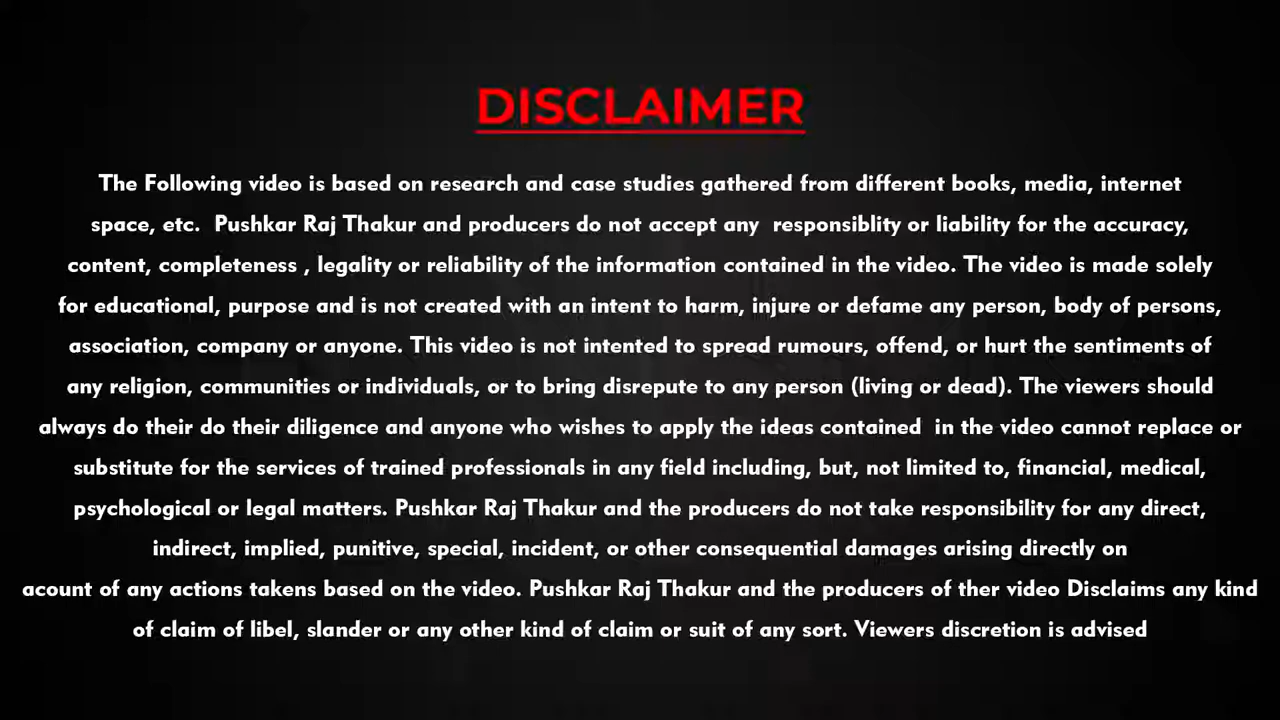 DISCLAIMER
The Following video is based on research and case studies gathered from different books, media, internet
space, etc.  Pushkar Raj Thakur and producers do not accept any  responsiblity or liability for the accuracy,
content, completeness , legality or reliability of the information contained in the video. The video is made solely
for educational, purpose and is not created with an intent to harm, injure or defame any person, body of persons,
association, company or anyone. This video is not intented to spread rumours, offend, or hurt the sentiments of
any religion, communities or individuals, or to bring disrepute to any person (living or dead). The viewers should
always do their do their diligence and anyone who wishes to apply the ideas contained  in the video cannot replace or
substitute for the services of trained professionals in any field including, but, not limited to, financial, medical,
psychological or legal matters. Pushkar Raj Thakur and the producers do not take responsibility for any direct,
indirect, implied, punitive, special, incident, or other consequential damages arising directly on
acount of any actions takens based on the video. Pushkar Raj Thakur and the producers of ther video Disclaims any kind
of claim of libel, slander or any other kind of claim or suit of any sort. Viewers discretion is advised